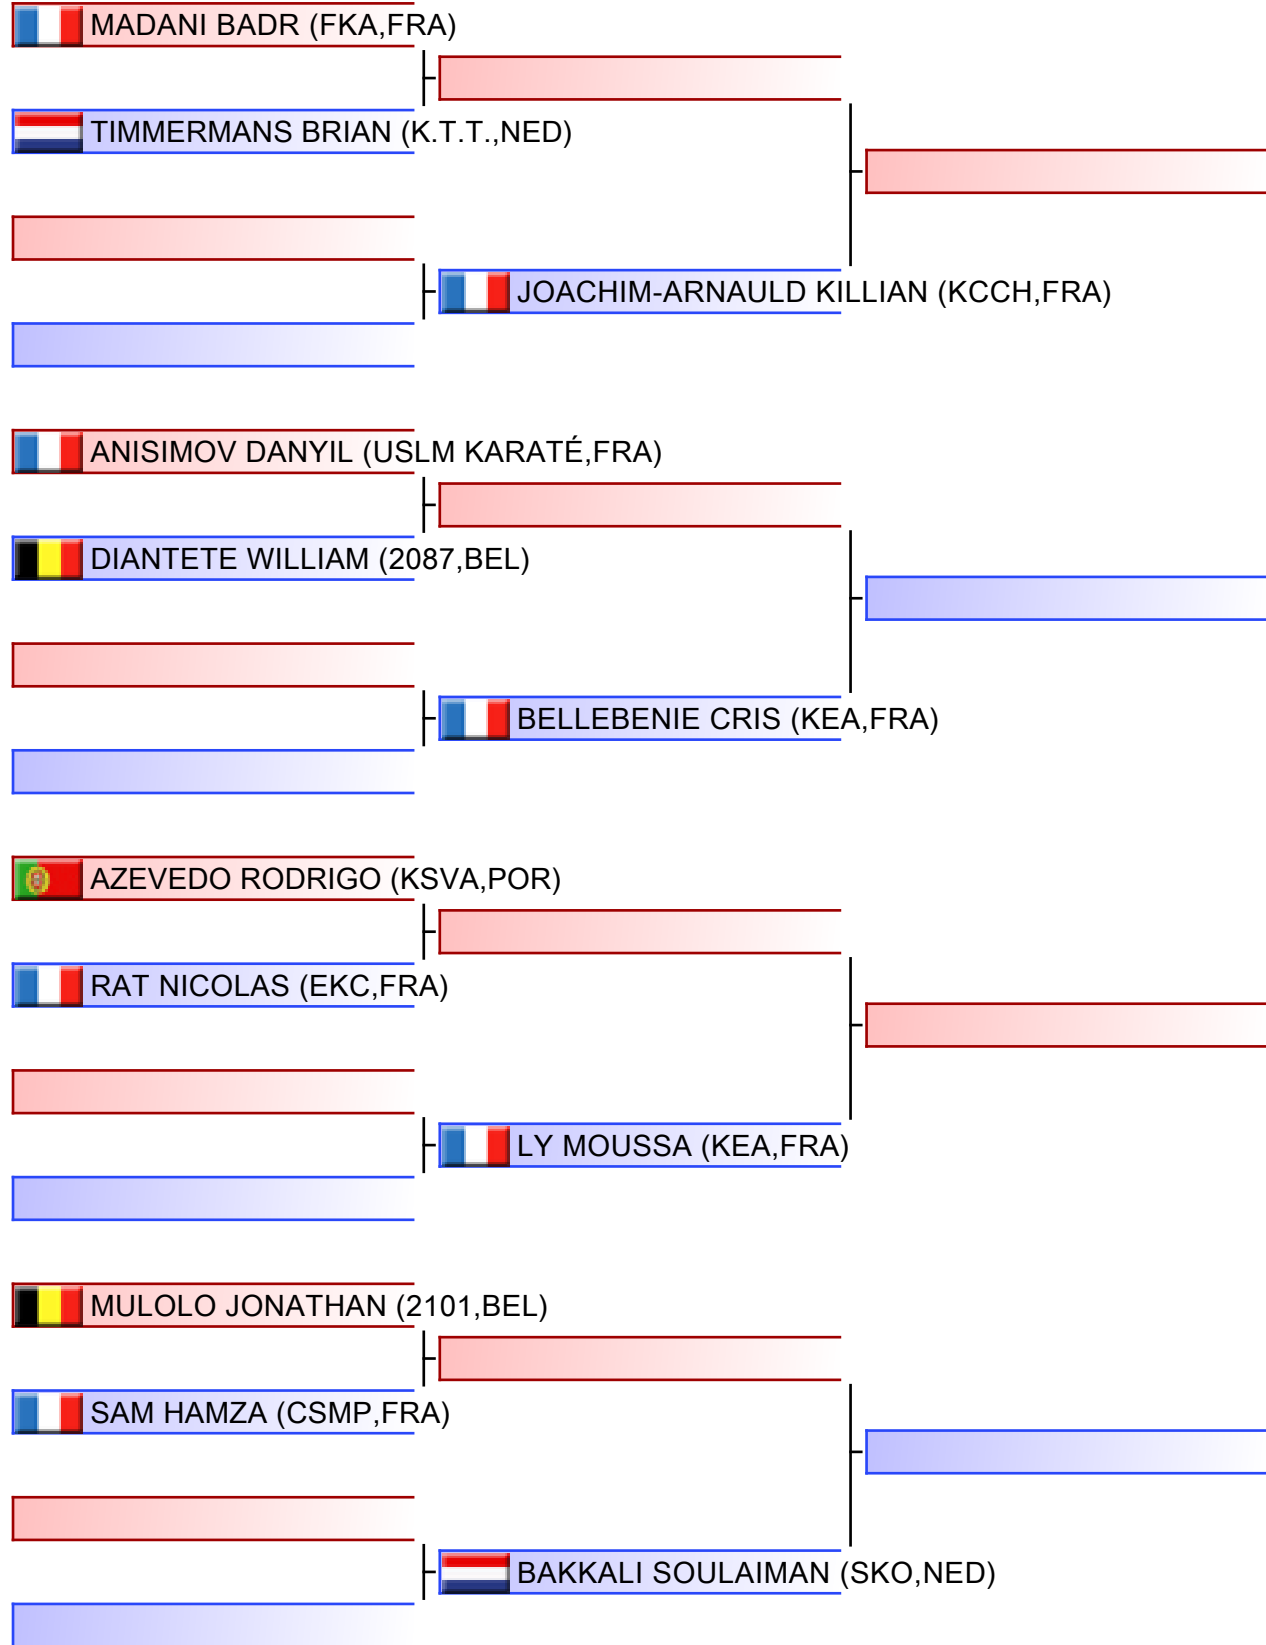 MADANI BADR (FKA,FRA)
TIMMERMANS BRIAN (K.T.T.,NED)
JOACHIM-ARNAULD KILLIAN (KCCH,FRA)
ANISIMOV DANYIL (USLM KARATÉ,FRA)
DIANTETE WILLIAM (2087,BEL)
BELLEBENIE CRIS (KEA,FRA)
AZEVEDO RODRIGO (KSVA,POR)
RAT NICOLAS (EKC,FRA)
LY MOUSSA (KEA,FRA)
MULOLO JONATHAN (2101,BEL)
SAM HAMZA (CSMP,FRA)
BAKKALI SOULAIMAN (SKO,NED)